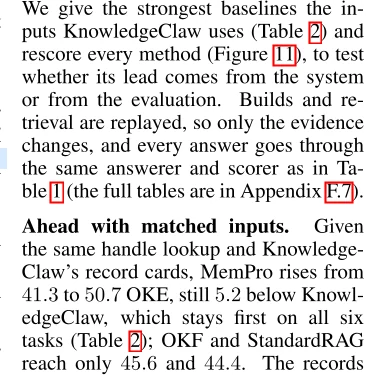 We give the strongest baselines the in-
puts KnowledgeClaw uses (Table 2) and
rescore every method (Figure 11), to test
whether its lead comes from the system
or from the evaluation. Builds and re-
trieval are replayed, so only the evidence
changes, and every answer goes through
the same answerer and scorer as in Ta-
ble 1 (the full tables are in Appendix F.7).
Ahead with matched inputs. Given
the same handle lookup and Knowledge-
Claw's record cards, MemPro rises from
41.3 to 50.7 OKE, still 5.2 below Knowl-
edgeClaw, which stays first on all six
tasks (Table 2); OKF and StandardRAG
reach only 45.6 and 44.4. The records